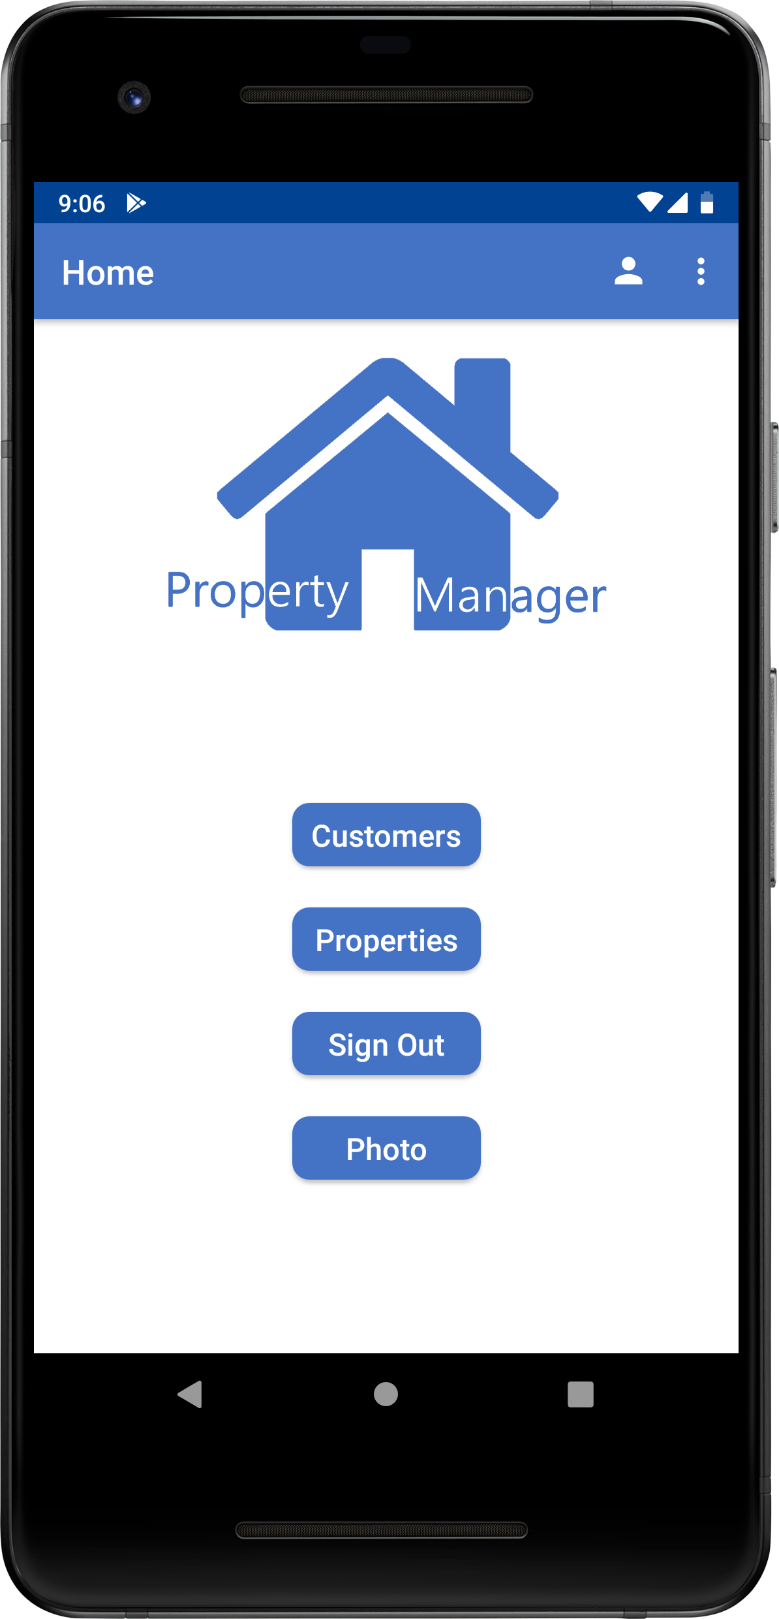 9:06
Home
Property Manager
Customers
Properties
Sign Out
Photo